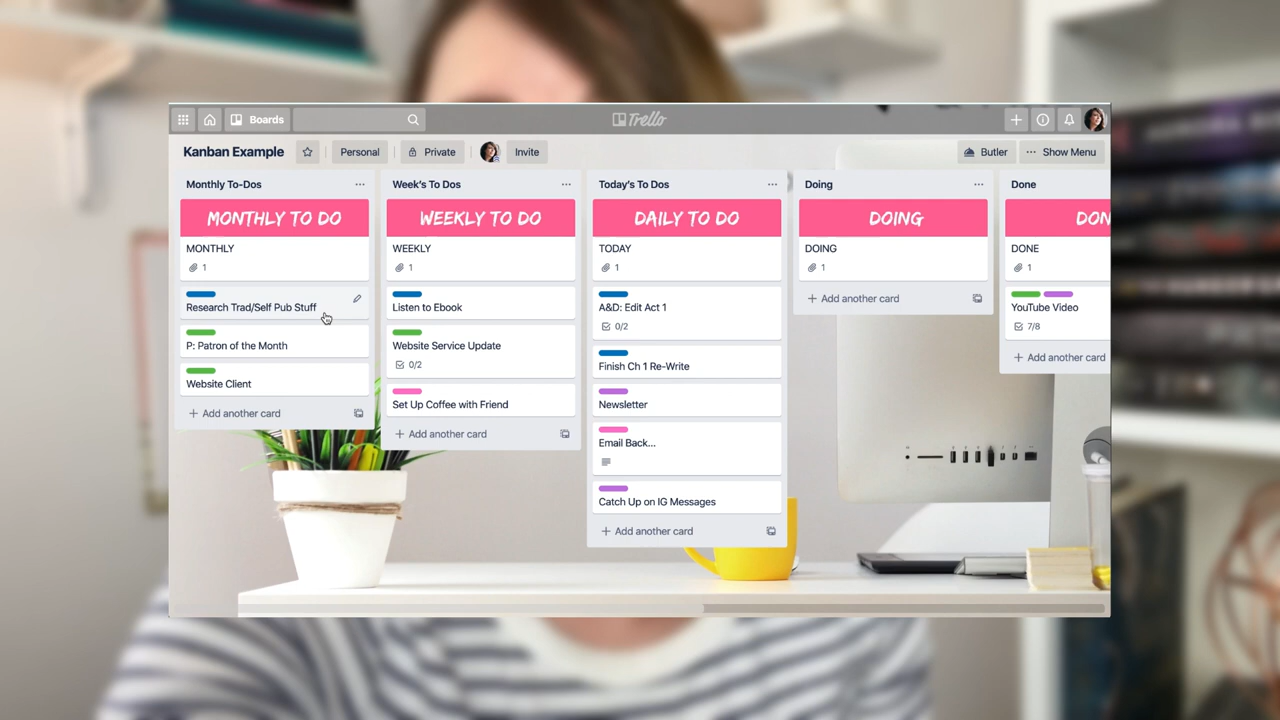 Boards
Trello
Kanban Example
Personal
Private
Invite
Butler
Show Menu
Monthly To-Dos
MONTHLY TO DO
MONTHLY
1
Research Trad/Self Pub Stuff
P: Patron of the Month
Website Client
+ Add another card
Week's To Dos
WEEKLY TO DO
WEEKLY
1
Listen to Ebook
Website Service Update
0/2
Set Up Coffee with Friend
+ Add another card
Today's To Dos
DAILY TO DO
TODAY
1
A&D: Edit Act 1
0/2
Finish Ch 1 Re-Write
Newsletter
Email Back...
Catch Up on IG Messages
+ Add another card
Doing
DOING
DOING
1
+ Add another card
Done
DON
DONE
1
YouTube Video
7/8
+ Add another card